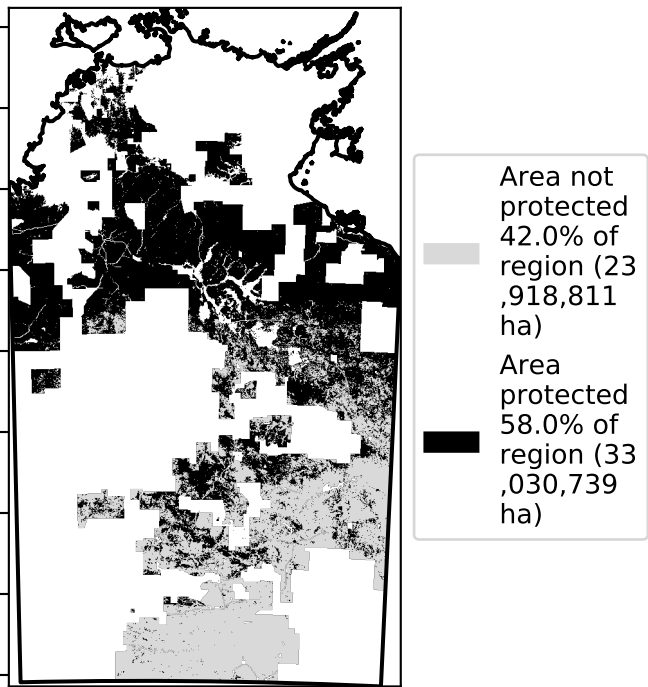 Area not
protected
42.0% of
region (23
,918,811
ha)
Area
protected
58.0% of
region (33
,030,739
ha)